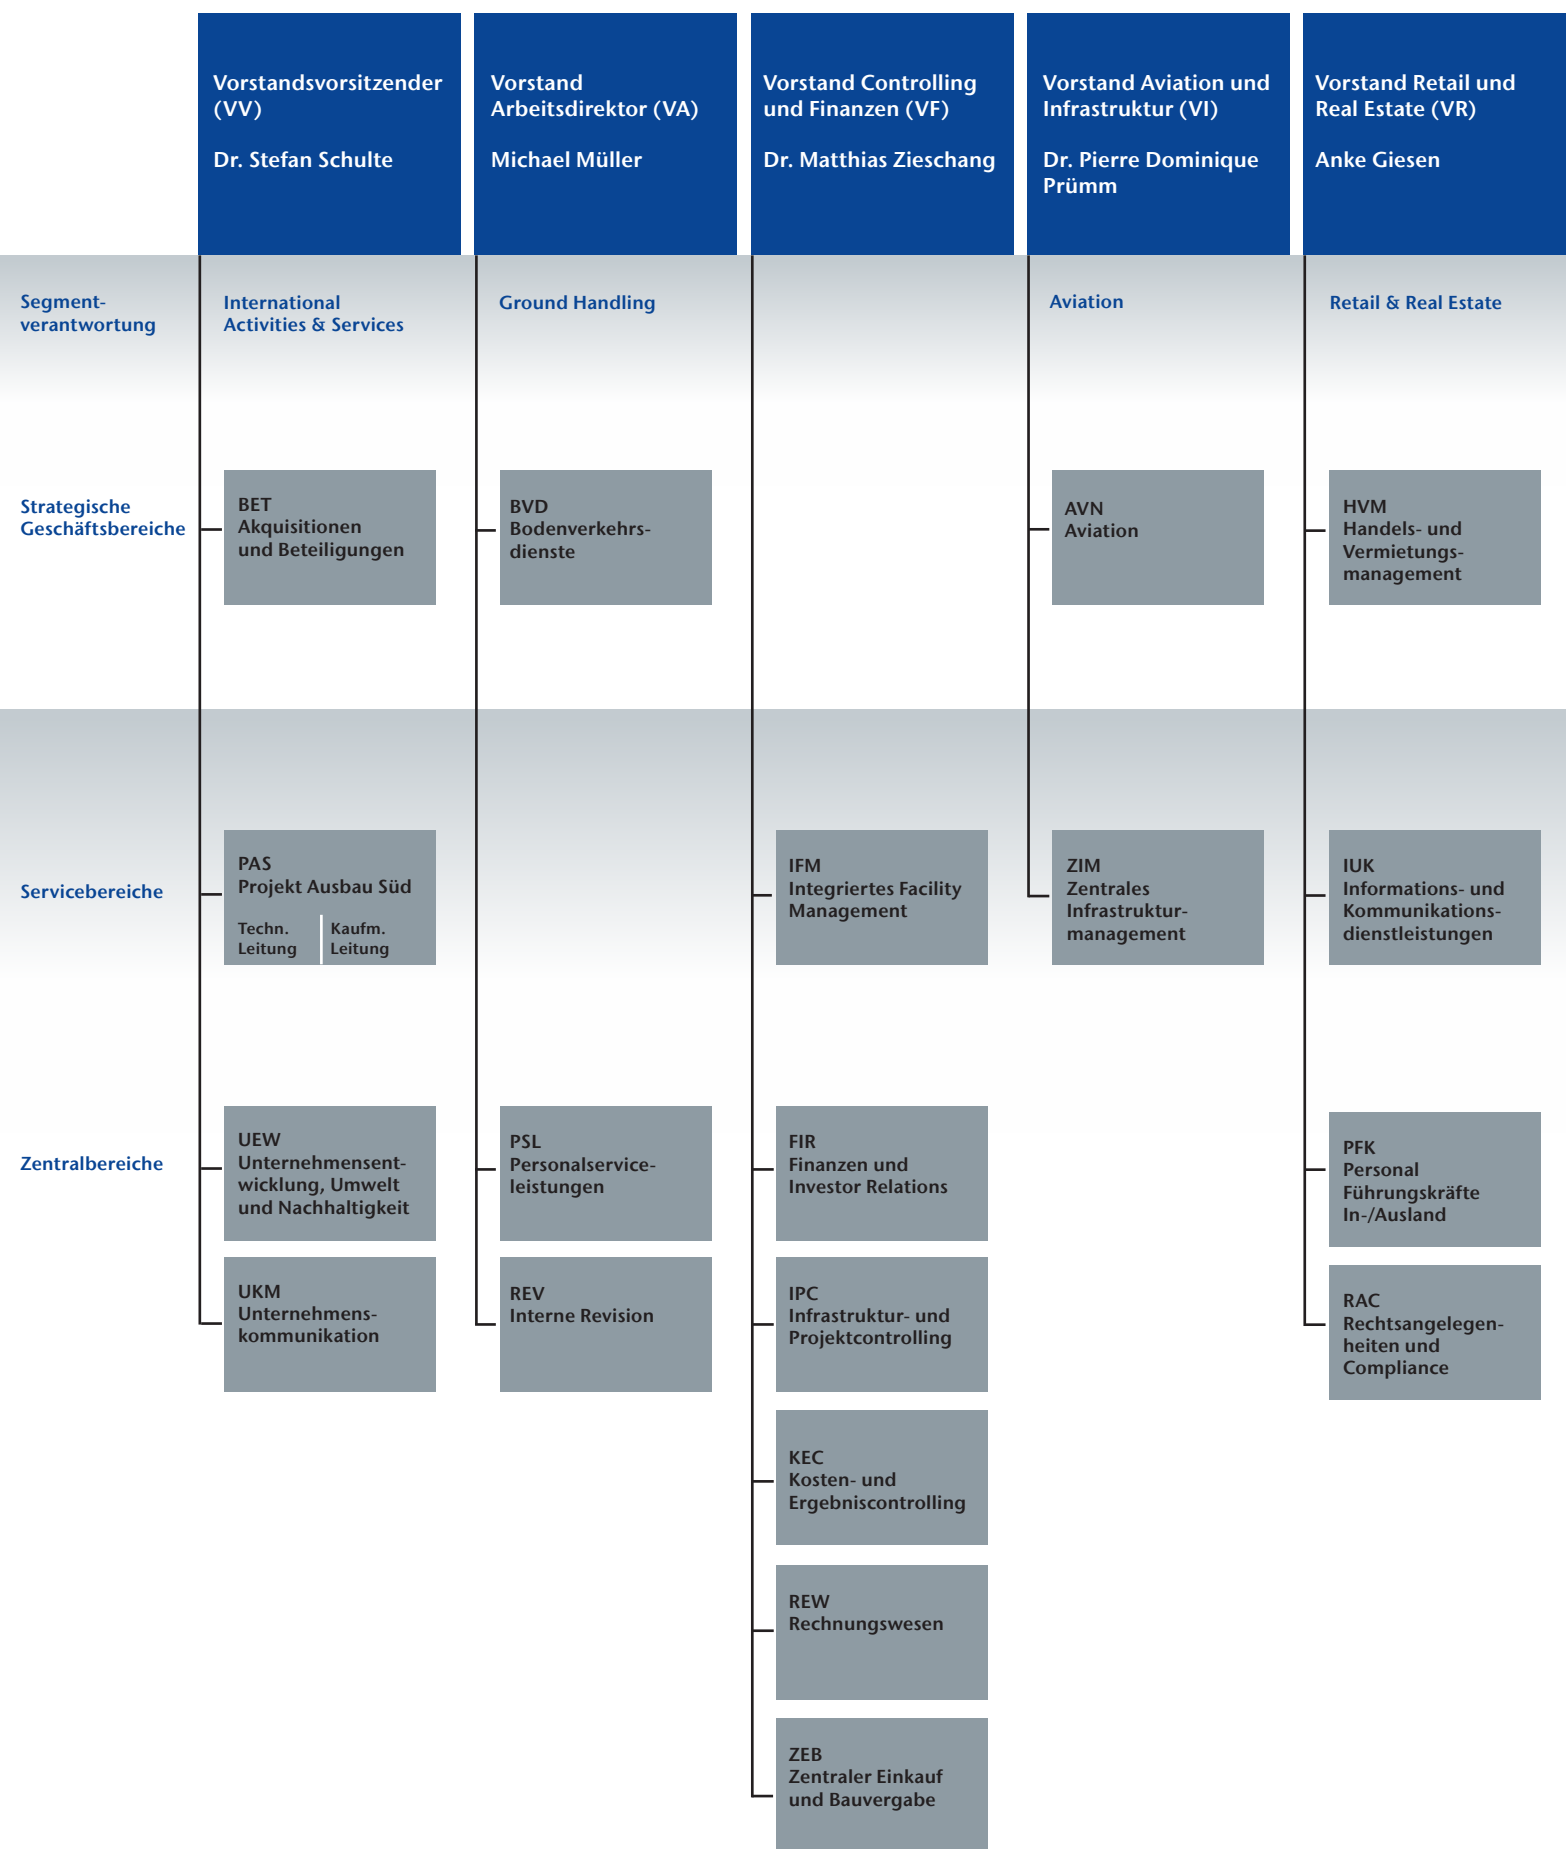 Vorstandsvorsitzender
(VV)
Dr. Stefan Schulte
Vorstand
Arbeitsdirektor (VA)
Michael Müller
Vorstand Controlling
und Finanzen (VF)
Dr. Matthias Zieschang
Vorstand Aviation und
Infrastruktur (VI)
Dr. Pierre Dominique
Prümm
Vorstand Retail und
Real Estate (VR)
Anke Giesen
Segment-
verantwortung
International
Activities & Services
Ground Handling
Aviation
Retail & Real Estate
Strategische
Geschäftsbereiche
BET
Akquisitionen
und Beteiligungen
BVD
Bodenverkehrs-
dienste
AVN
Aviation
HVM
Handels- und
Vermietungs-
management
Servicebereiche
PAS
Projekt Ausbau Süd
Techn.
Leitung
Kaufm.
Leitung
IFM
Integriertes Facility
Management
ZIM
Zentrales
Infrastruktur-
management
IUK
Informations- und
Kommunikations-
dienstleistungen
Zentralbereiche
UEW
Unternehmensent-
wicklung, Umwelt
und Nachhaltigkeit
PSL
Personalservice-
leistungen
FIR
Finanzen und
Investor Relations
PFK
Personal
Führungskräfte
In-/Ausland
UKM
Unternehmens-
kommunikation
REV
Interne Revision
IPC
Infrastruktur- und
Projektcontrolling
RAC
Rechtsangelegen-
heiten und
Compliance
KEC
Kosten- und
Ergebniscontrolling
REW
Rechnungswesen
ZEB
Zentraler Einkauf
und Bauvergabe